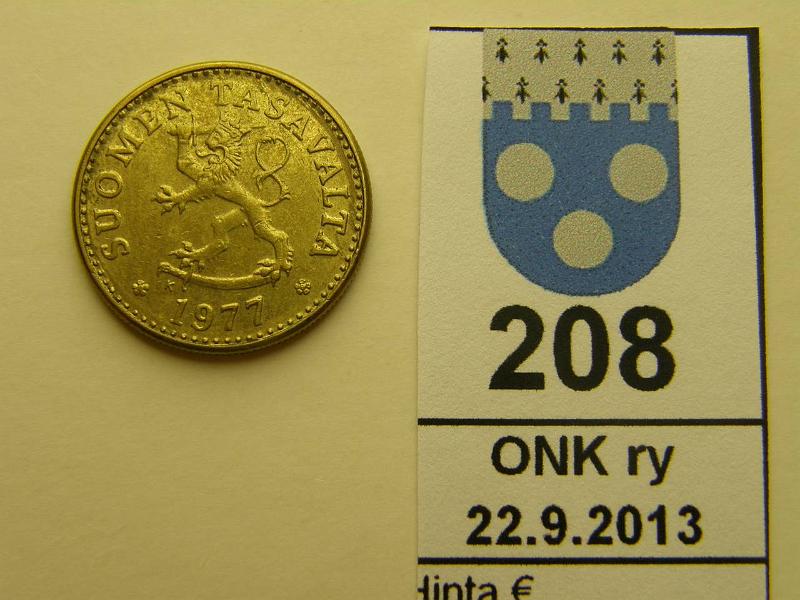 SUOMEN TASAVALTA
K
1977
208
ONK ry
22.9.2013
Hinta €